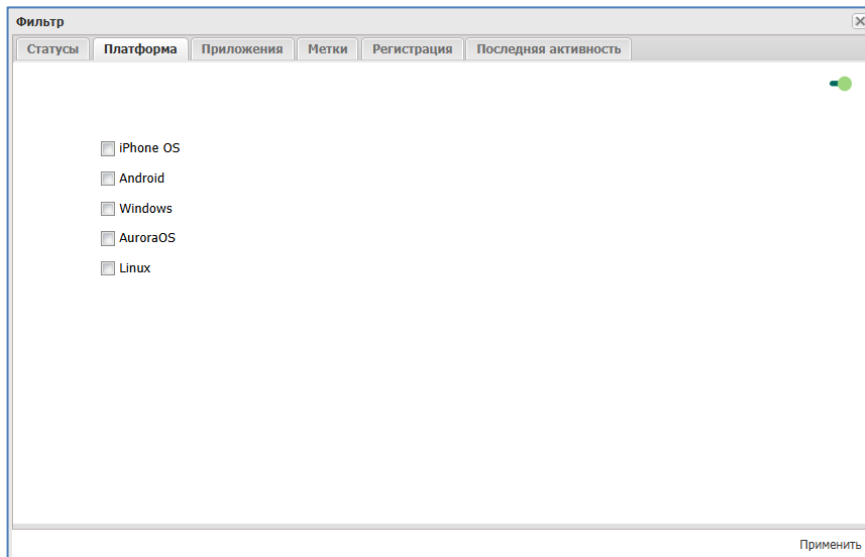 Фильтр
Статусы Платформа Приложения Метки Регистрация Последняя активность
iPhone OS
Android
Windows
AuroraOS
Linux
Применить